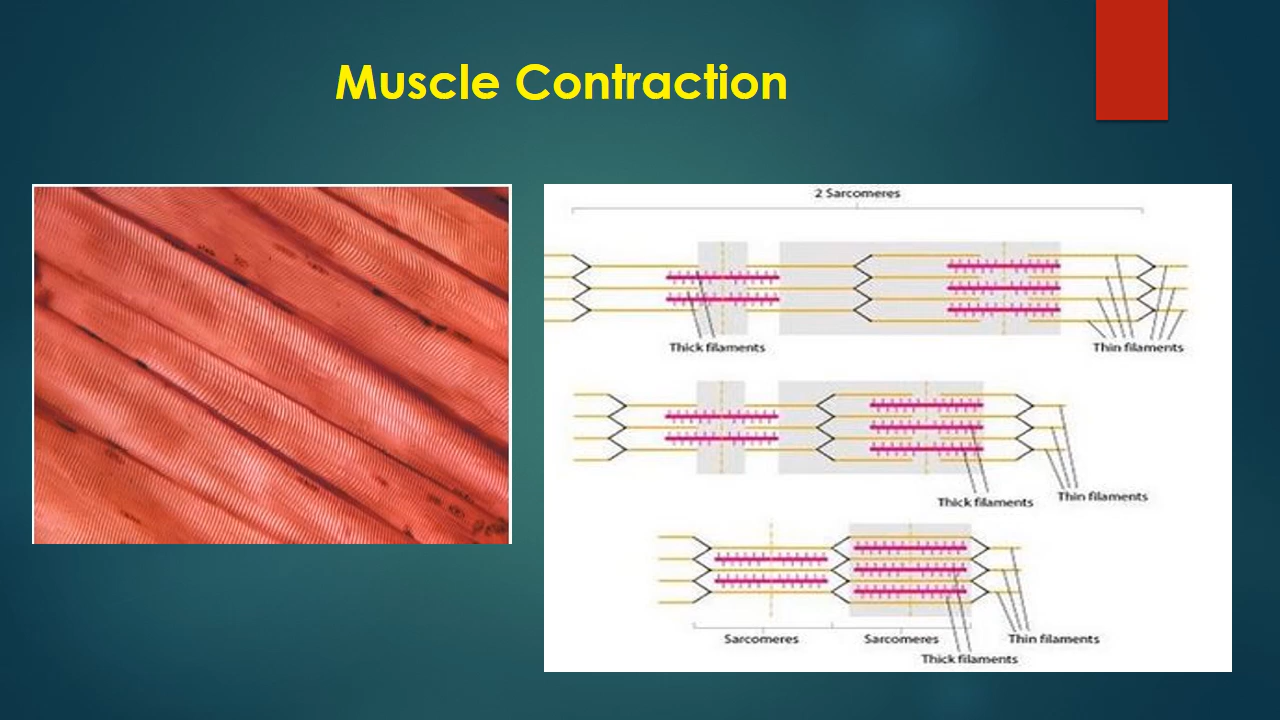 Muscle Contraction
2 Sarcomeres
Thick filaments
Thin filaments
Thick filaments
Thin filaments
Sarcomeres
Sarcomeres
Thin filaments
Thick filaments